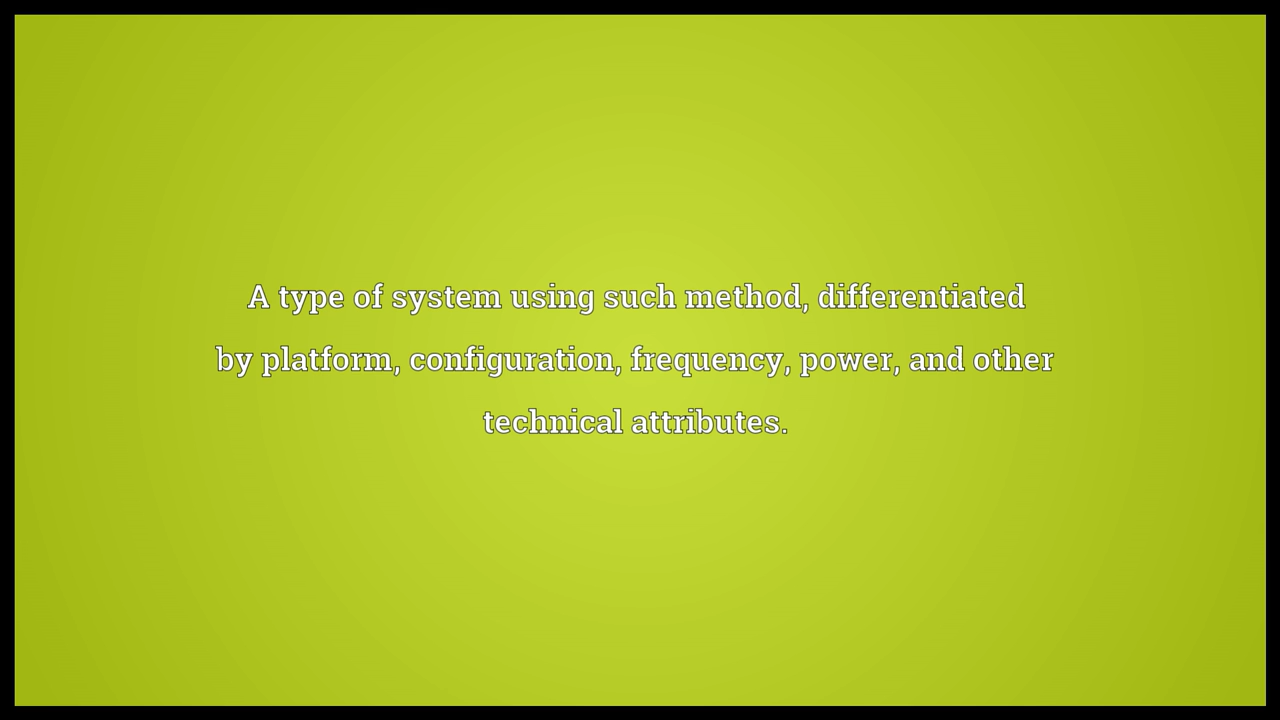 A type of system using such method, differentiated
by platform, configuration, frequency, power, and other
technical attributes.